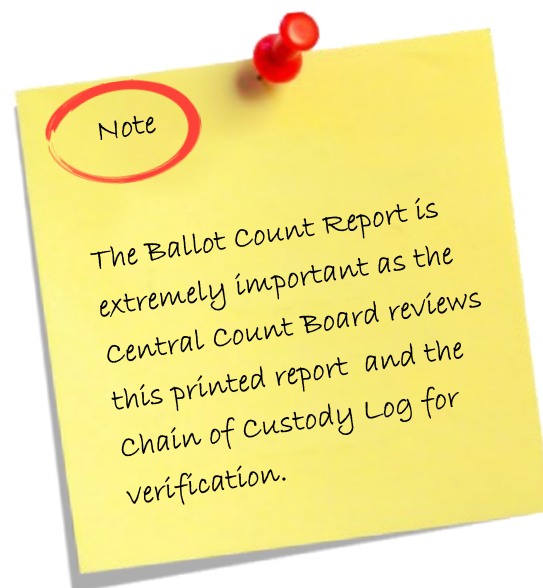 Note
The Ballot Count Report is
extremely important as the
Central Count Board reviews
this printed report and the
Chain of Custody Log for
verification.